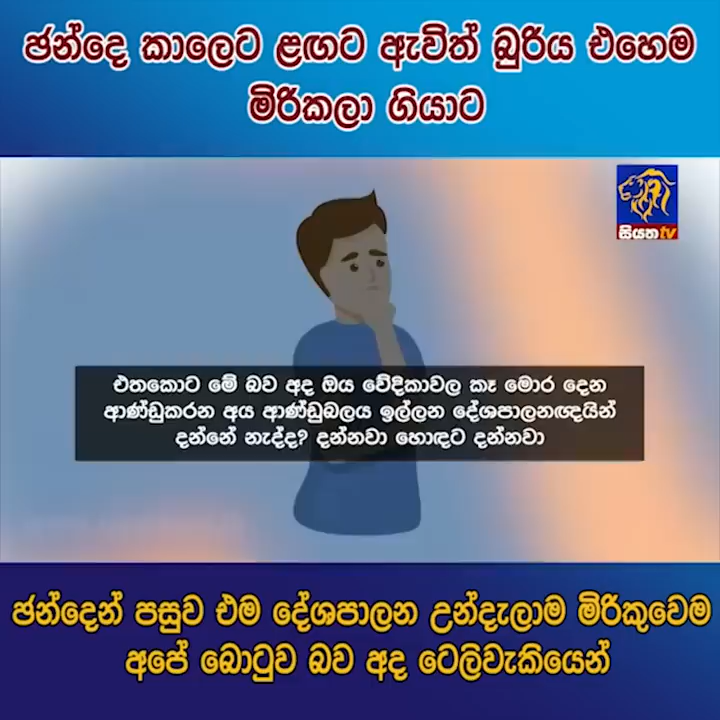 ඡන්දෙ කාලෙට ළඟට ඇවිත් බුරිය එහෙම
මිරිකලා ගියාට
සියත tv
එතකොට මේ බව අද ඔය වේදිකාවල කෑ මොර දෙන
ආණ්ඩුකරන අය ආණ්ඩුබලය ඉල්ලන දේශපාලනඥයින්
දන්නේ නැද්ද? දන්නවා හොඳට දන්නවා
ඡන්දෙන් පසුව එම දේශපාලන උන්දැලාම මිරිකුවෙම
අපේ බොටුව බව අද ටෙලිවැකියෙන්